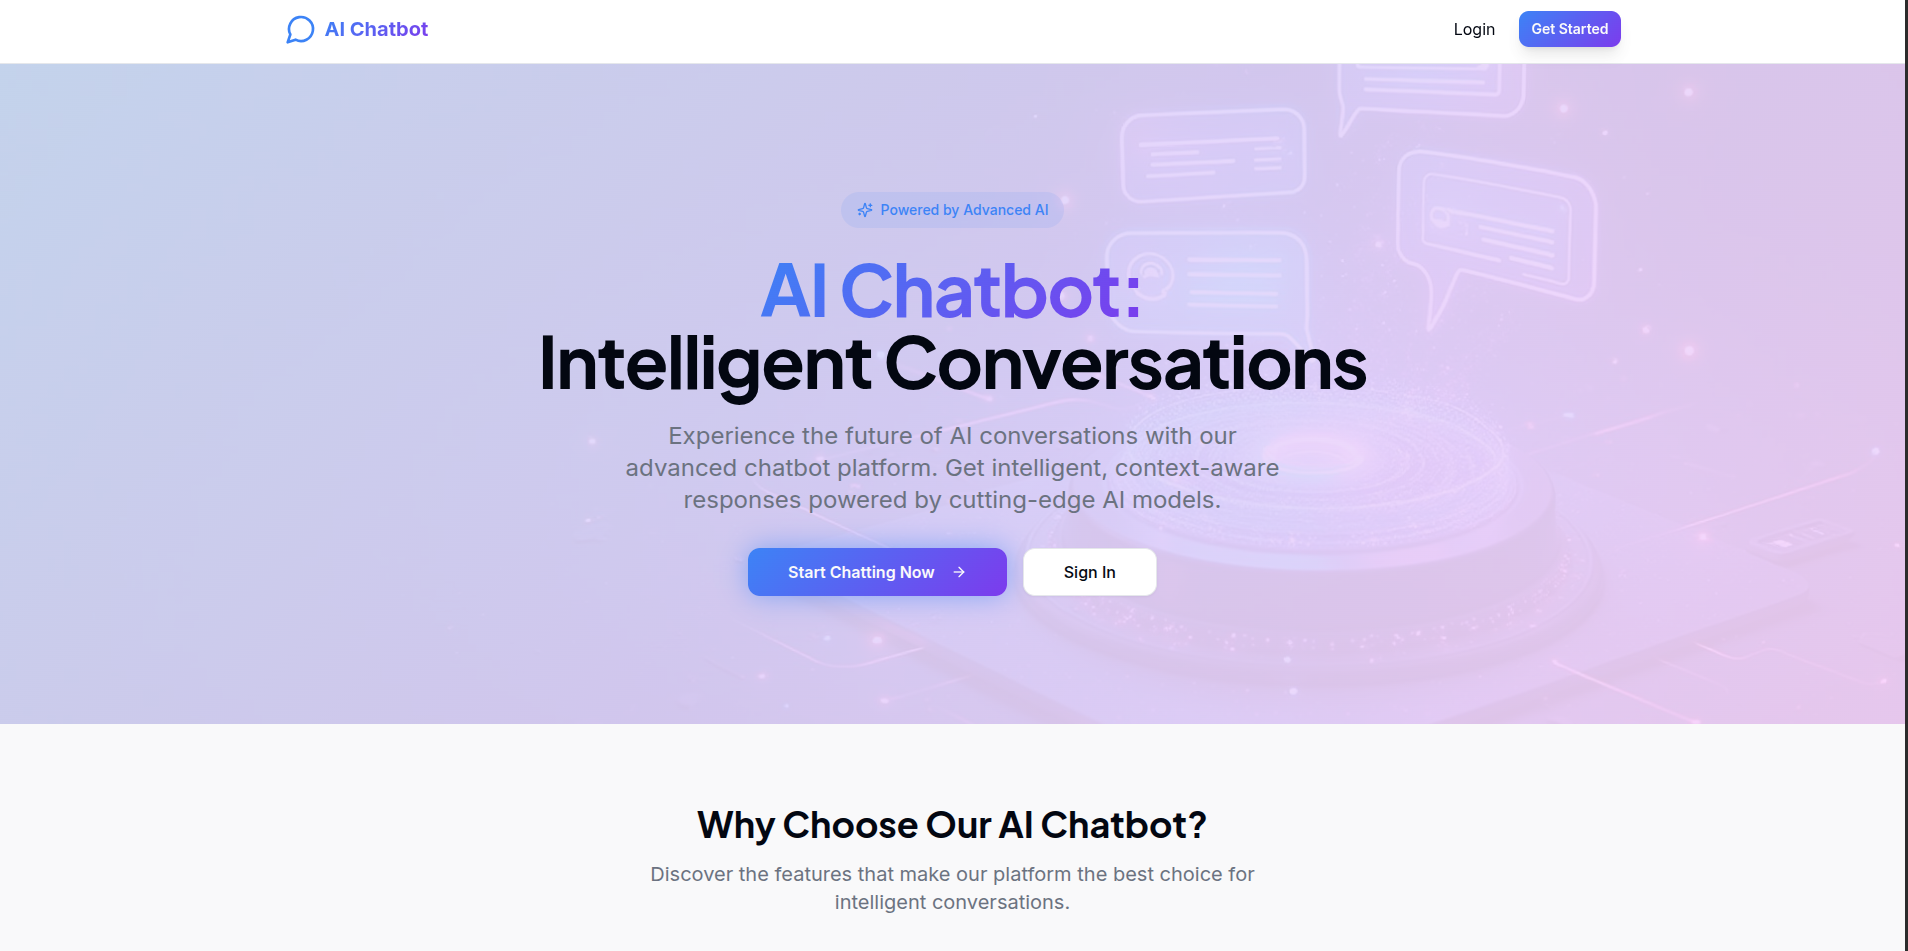 AI Chatbot
Login
Get Started
Powered by Advanced AI
AI Chatbot:
Intelligent Conversations
Experience the future of AI conversations with our
advanced chatbot platform. Get intelligent, context-aware
responses powered by cutting-edge AI models.
Start Chatting Now
Sign In
Why Choose Our AI Chatbot?
Discover the features that make our platform the best choice for
intelligent conversations.